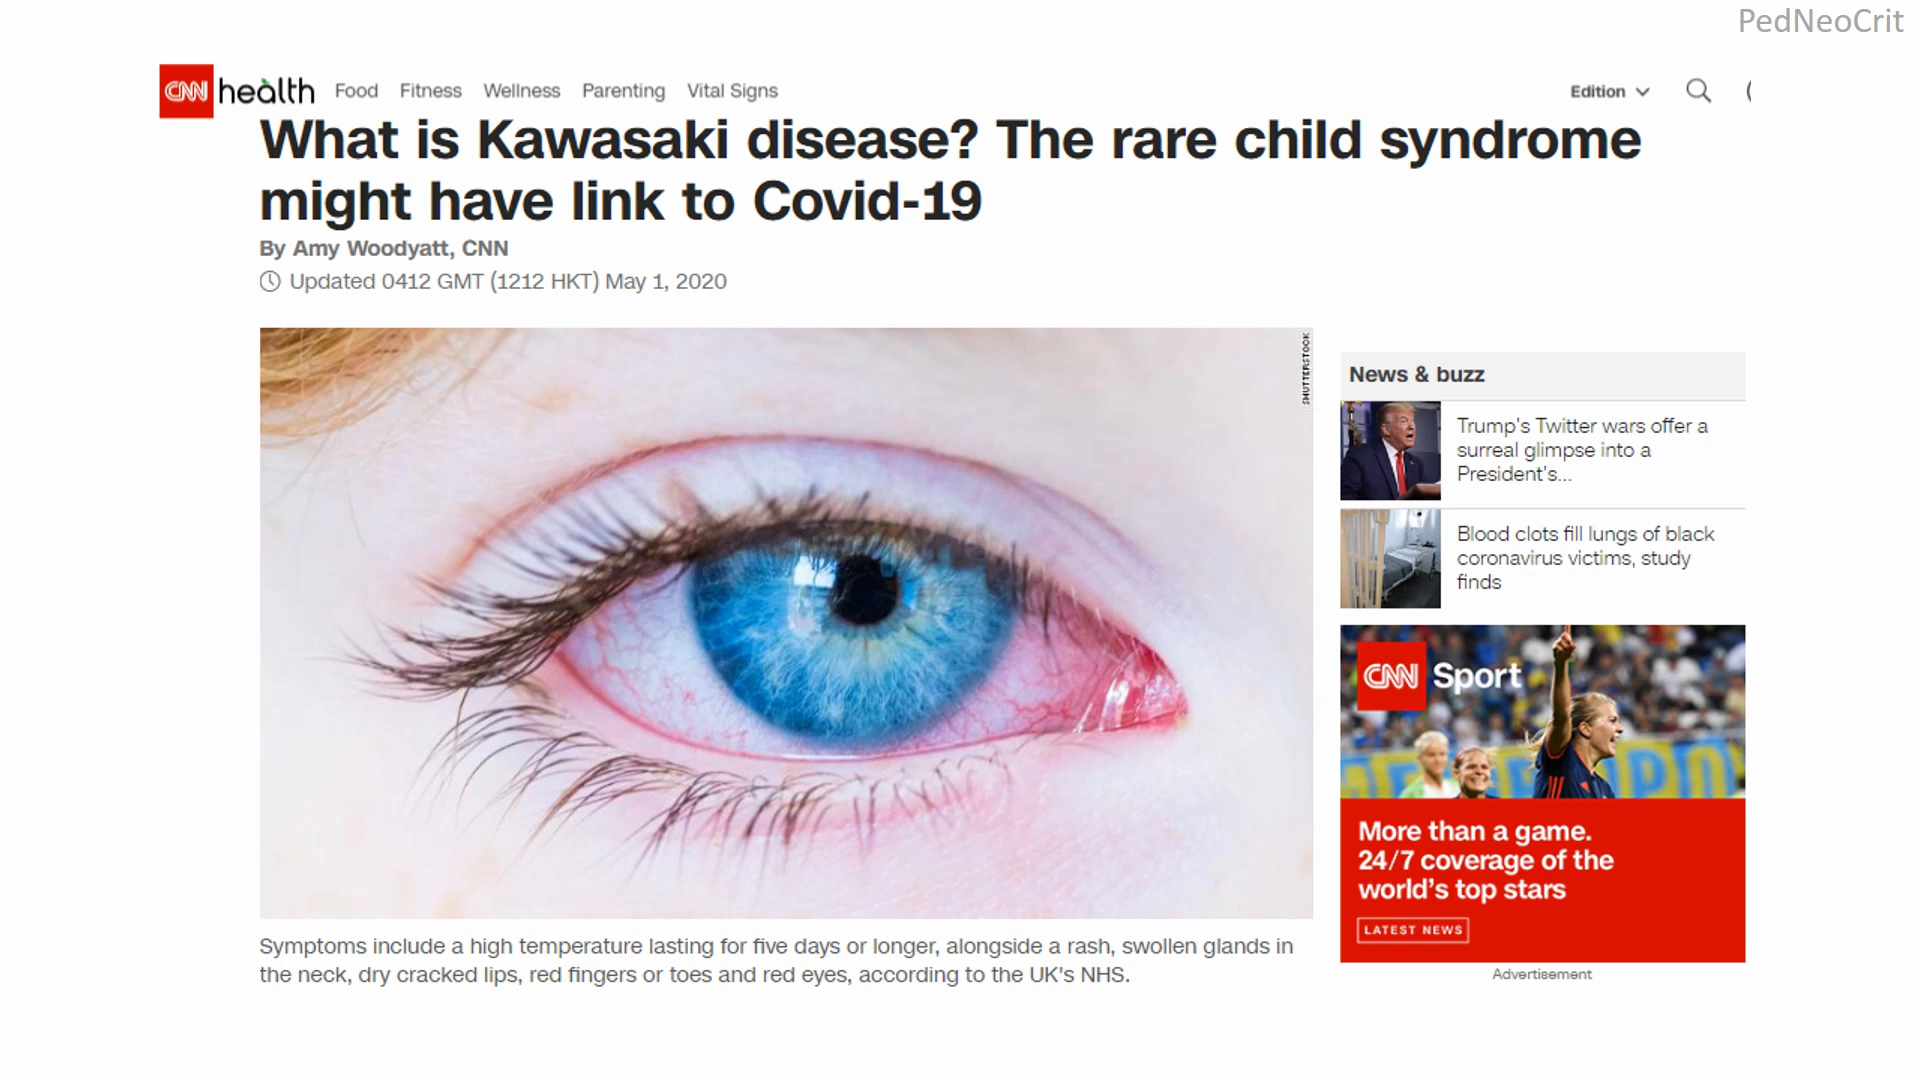 PedNeoCrit
CNN health Food Fitness Wellness Parenting Vital Signs Edition
What is Kawasaki disease? The rare child syndrome
might have link to Covid-19
By Amy Woodyatt, CNN
Updated 0412 GMT (1212 HKT) May 1, 2020
SHUTTERSTOCK
Symptoms include a high temperature lasting for five days or longer, alongside a rash, swollen glands in
the neck, dry cracked lips, red fingers or toes and red eyes, according to the UK's NHS.
News & buzz
Trump's Twitter wars offer a
surreal glimpse into a
President's...
Blood clots fill lungs of black
coronavirus victims, study
finds
CNN Sport
More than a game.
24/7 coverage of the
world's top stars
LATEST NEWS
Advertisement